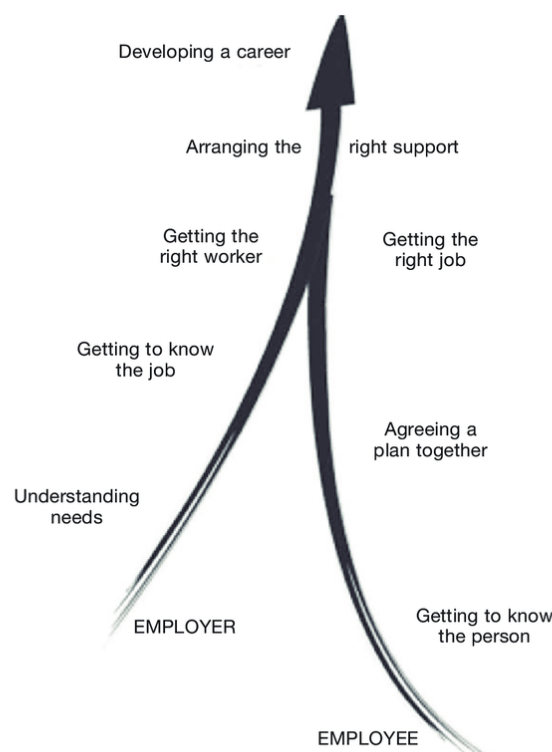 Developing a career
Arranging the right support
Getting the
right worker
Getting the
right job
Getting to know
the job
Agreeing a
plan together
Understanding
needs
Getting to know
the person
EMPLOYER
EMPLOYEE